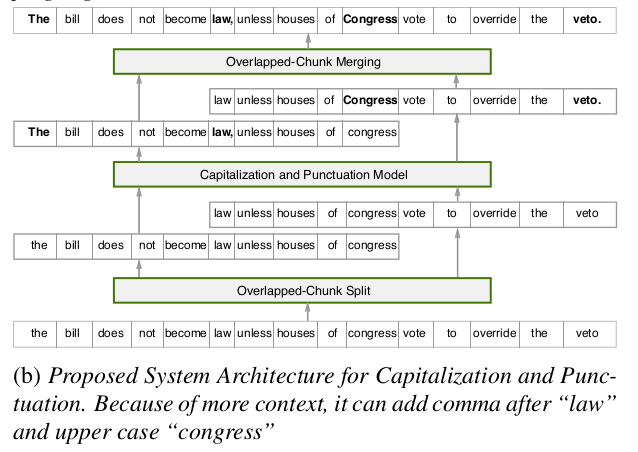 The bill does not become law, unless houses of Congress vote to override the veto.
Overlapped-Chunk Merging
law unless houses of Congress vote to override the veto.
The bill does not become law, unless houses of congress
Capitalization and Punctuation Model
law unless houses of congress vote to override the veto
the bill does not become law unless houses of congress
Overlapped-Chunk Split
the bill does not become law unless houses of congress vote to override the veto
(b) Proposed System Architecture for Capitalization and Punc-
tuation. Because of more context, it can add comma after “law”
and upper case “congress”